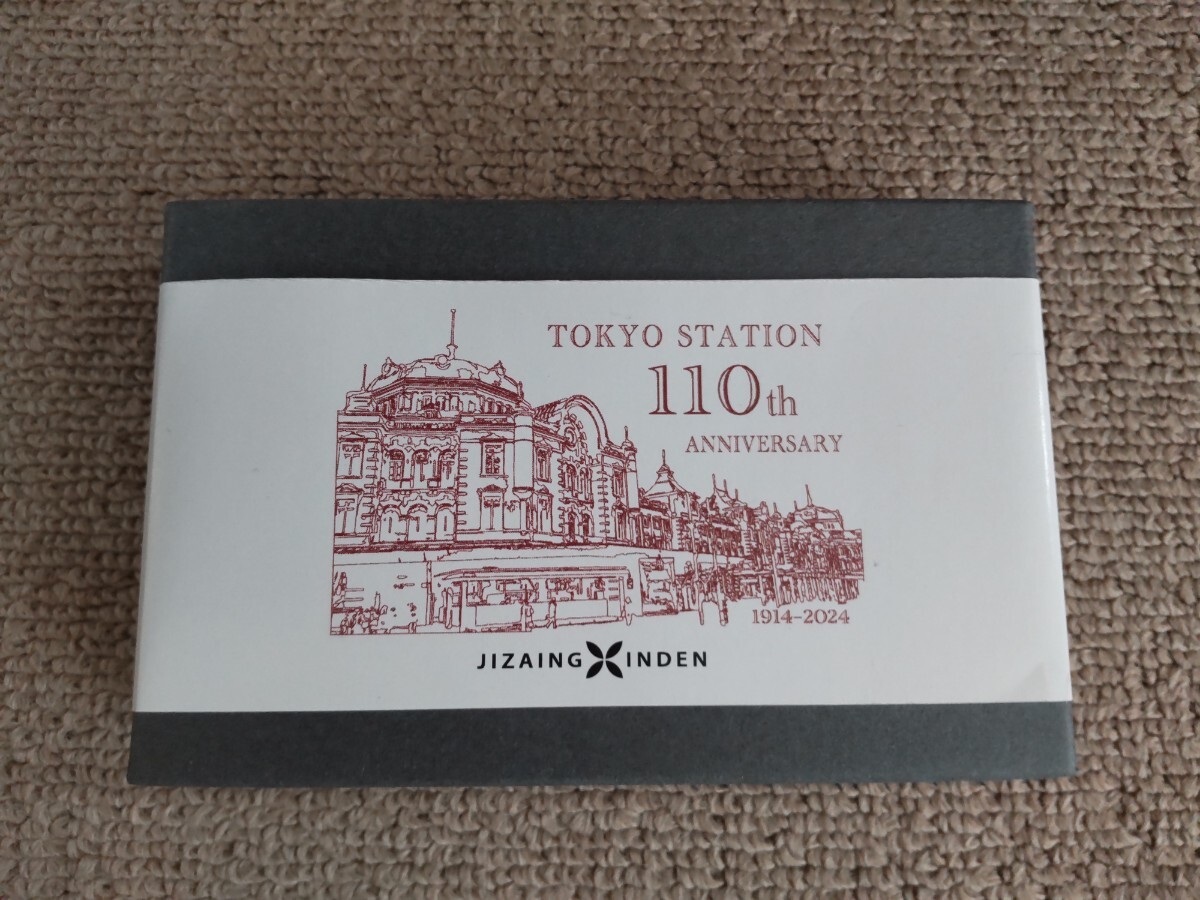 TOKYO STATION
110th
ANNIVERSARY
1914-2024
JIZAING INDEN